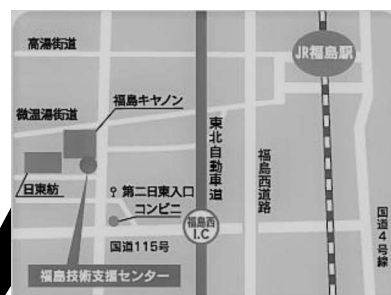 高湯街道
JR福島駅
福島キヤノン
微温湯街道
東北自動車道
福島西道路
日東紡
第二日東入口
コンビニ
福島西
I.C
国道4号線
国道115号
福島技術支援センター